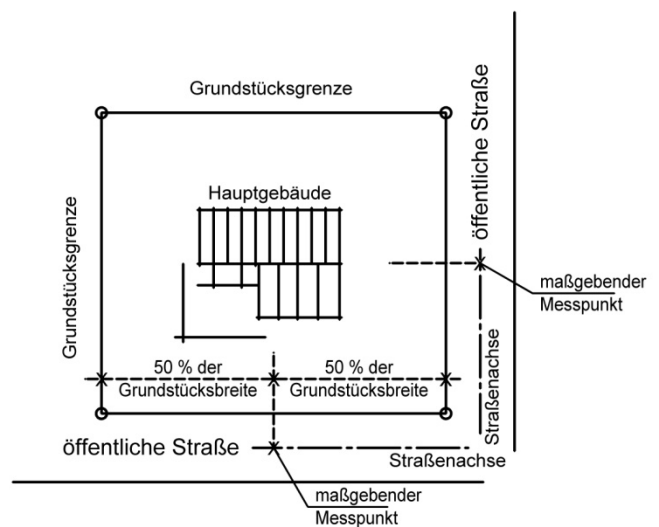 Grundstücksgrenze
öffentliche Straße
Hauptgebäude
Grundstücksgrenze
maßgebender
Messpunkt
50 % der
Grundstücksbreite
50 % der
Grundstücksbreite
Straßenachse
öffentliche Straße
Straßenachse
maßgebender
Messpunkt